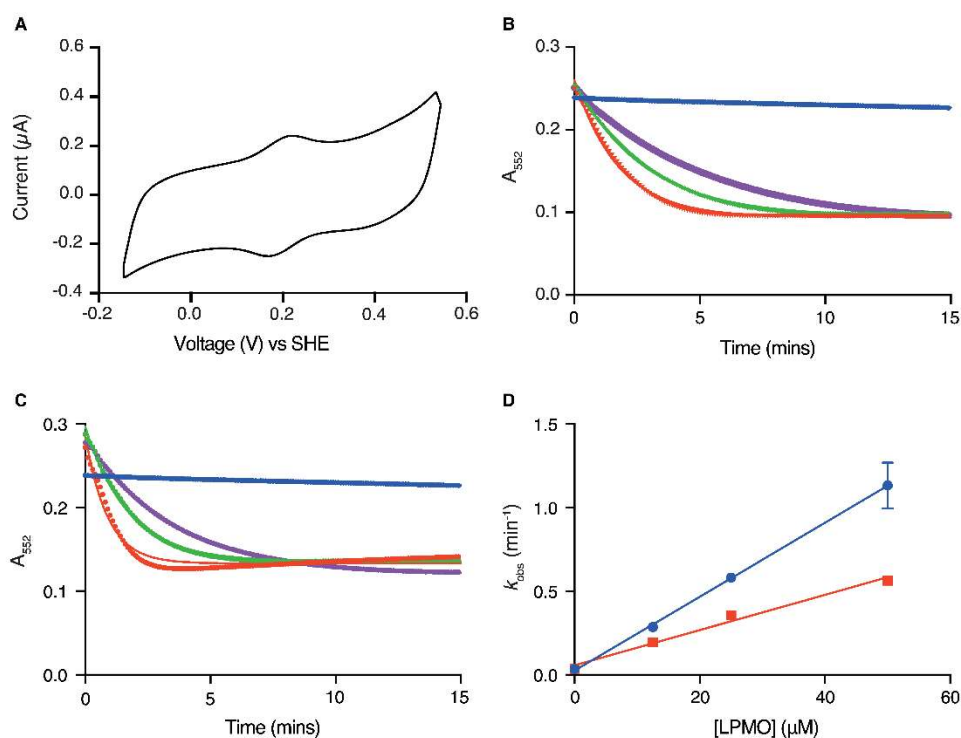 A
0.6
0.4
0.2
0.0
-0.2
-0.4
-0.2
0.0
0.2
0.4
0.6
Current (µA)
Voltage (V) vs SHE
B
0.3
0.2
0.1
0.0
0
5
10
15
A552
Time (mins)
C
0.3
0.2
0.1
0.0
0
5
10
15
A552
Time (mins)
D
1.5
1.0
0.5
0.0
0
20
40
60
kobs (min-1)
[LPMO] (µM)